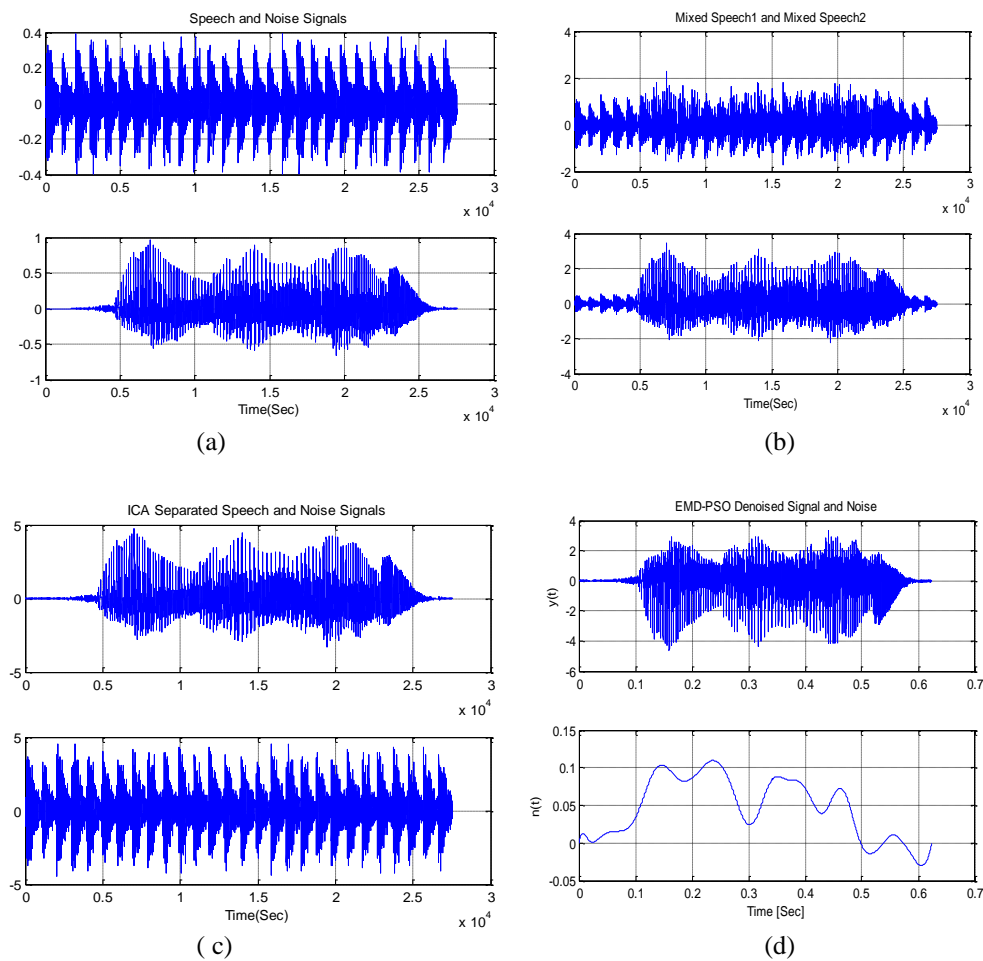 Speech and Noise Signals
0.4
0.2
0
-0.2
-0.4
0 0.5 1 1.5 2 2.5 3
x 10^4
1
0.5
0
-0.5
-1
0 0.5 1 1.5 2 2.5 3
Time(Sec)
x 10^4
(a)
Mixed Speech1 and Mixed Speech2
4
2
0
-2
0 0.5 1 1.5 2 2.5 3
x 10^4
4
2
0
-2
-4
0 0.5 1 1.5 2 2.5 3
Time(Sec)
x 10^4
(b)
ICA Separated Speech and Noise Signals
5
0
-5
0 0.5 1 1.5 2 2.5 3
x 10^4
5
0
-5
0 0.5 1 1.5 2 2.5 3
Time(Sec)
x 10^4
( c)
EMD-PSO Denoised Signal and Noise
y(t)
4
2
0
-2
-4
-6
0 0.1 0.2 0.3 0.4 0.5 0.6 0.7
n(t)
0.15
0.1
0.05
0
-0.05
0 0.1 0.2 0.3 0.4 0.5 0.6 0.7
Time [Sec]
(d)